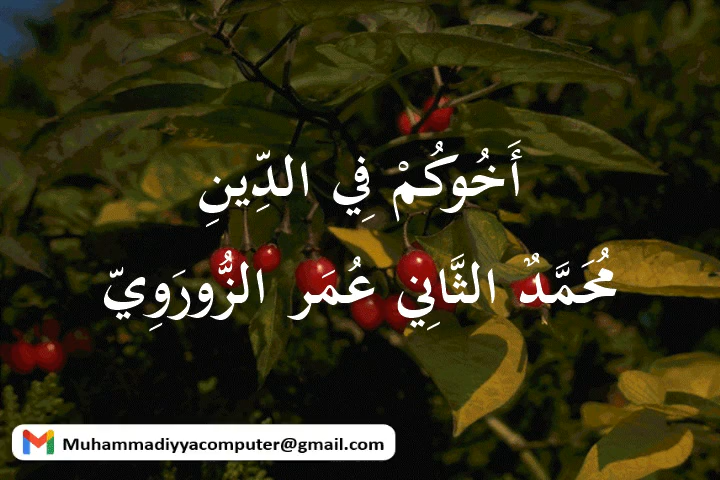 أَخُوكُمْ فِي الدِّينِ
مُحَمَّدٌ الثَّانِي عُمَر الزُّورَوِيّ
Muhammadiyyacomputer@gmail.com